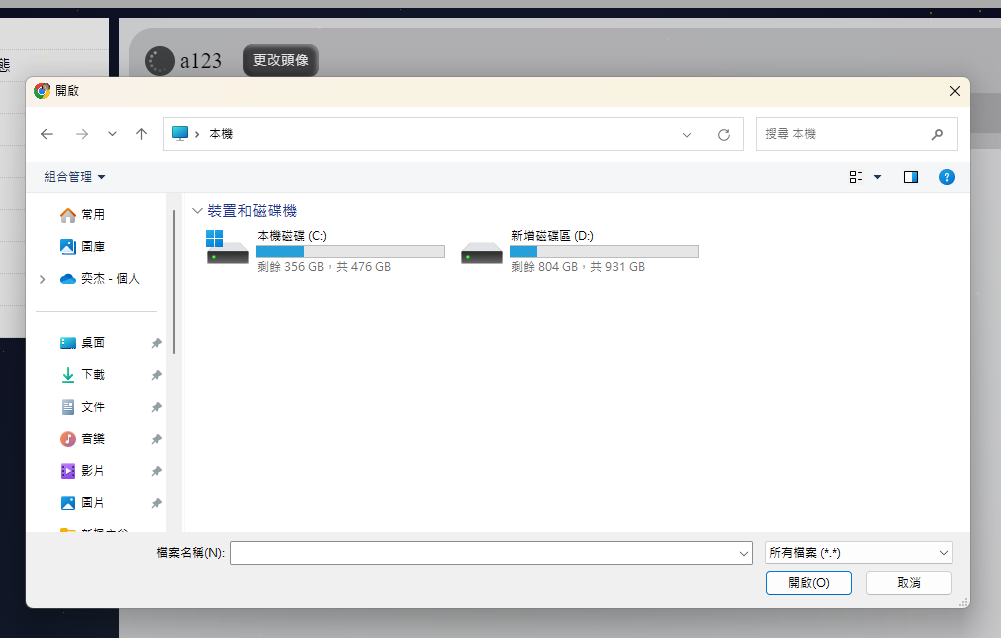 態
a123 更改頭像
開啟
本機
搜尋 本機
組合管理
常用
圖庫
奕杰 - 個人
桌面
下載
文件
音樂
影片
圖片
裝置和磁碟機
本機磁碟 (C:)
剩餘 356 GB,共 476 GB
新增磁碟區 (D:)
剩餘 804 GB,共 931 GB
檔案名稱(N):
所有檔案 (*.*)
開啟(O)
取消